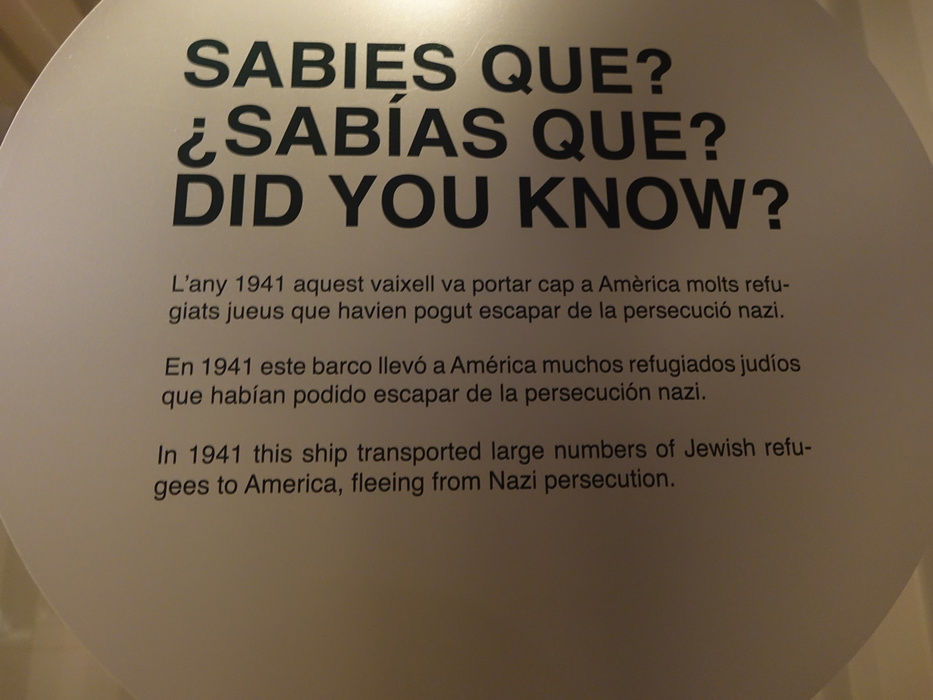 SABIES QUE?
¿SABÍAS QUE?
DID YOU KNOW?
L'any 1941 aquest vaixell va portar cap a Amèrica molts refu-
giats jueus que havien pogut escapar de la persecució nazi.
En 1941 este barco llevó a América muchos refugiados judíos
que habían podido escapar de la persecución nazi.
In 1941 this ship transported large numbers of Jewish refu-
gees to America, fleeing from Nazi persecution.